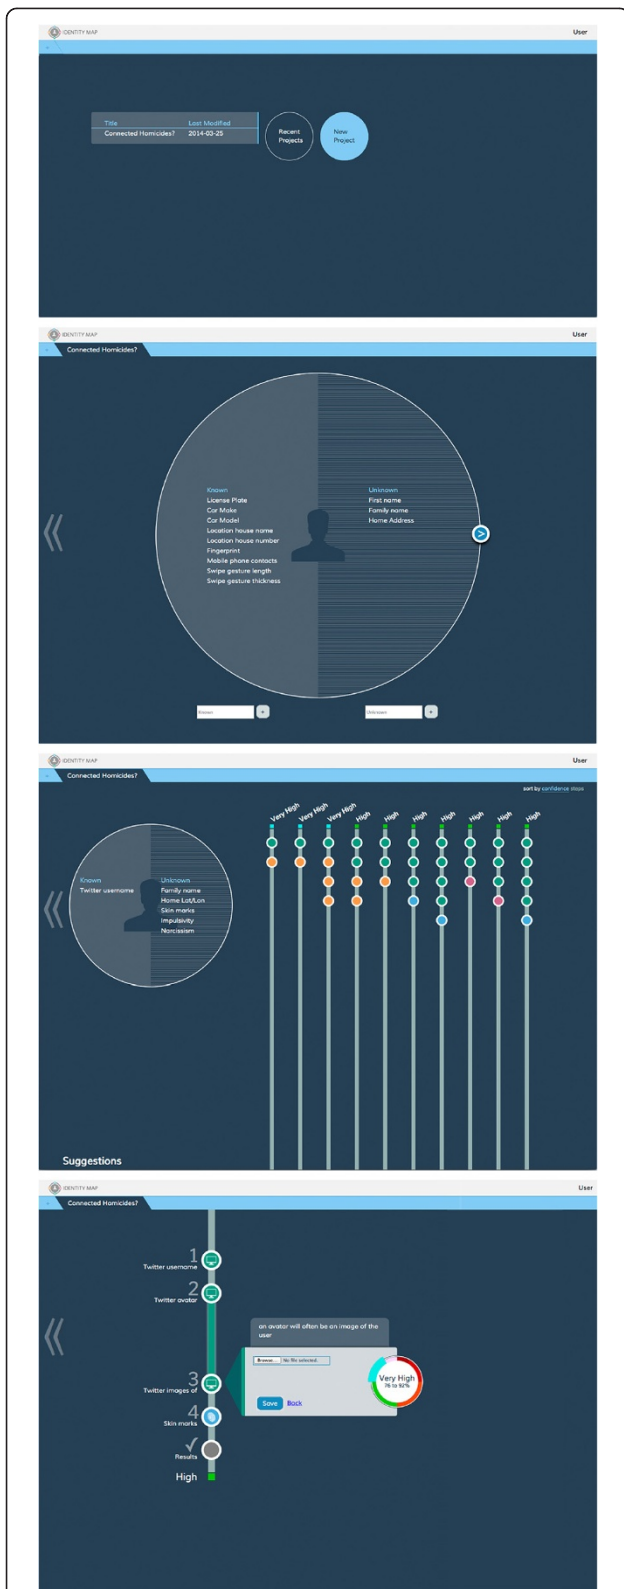 IDENTITY MAP
User
Title Last Modified
Connected Homicides? 2014-03-25
Recent
Projects
New
Project
IDENTITY MAP
User
Connected Homicides?
Known
License Plate
Car Make
Car Model
Location house name
Location house number
Fingerprint
Mobile phone contacts
Swipe gesture length
Swipe gesture thickness
Unknown
First name
Family name
Home Address
>
Known +
Unknown +
IDENTITY MAP
User
Connected Homicides?
sort by confidence steps
Very High
Very High
Very High
High
High
High
High
High
High
High
Known
Twitter username
Unknown
Family name
Home Lat/Lon
Skin marks
Impulsivity
Narcissism
Suggestions
IDENTITY MAP
User
Connected Homicides?
1
Twitter username
2
Twitter avatar
an avatar will often be an image of the
user
Browse... No file selected.
Very High
76 to 92%
Save Back
3
Twitter images of
4
Skin marks
Results
High